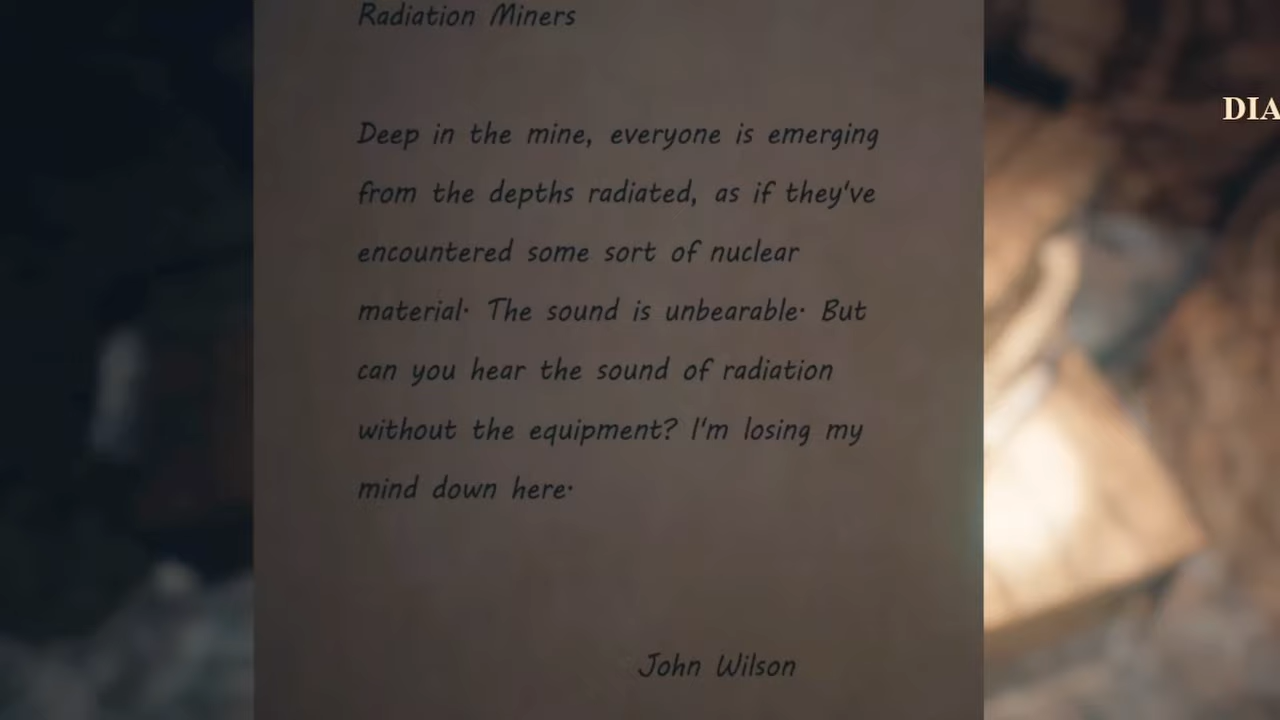 Radiation Miners
DIA
Deep in the mine, everyone is emerging
from the depths radiated, as if they've
encountered some sort of nuclear
material. The sound is unbearable. But
can you hear the sound of radiation
without the equipment? I'm losing my
mind down here.
John Wilson